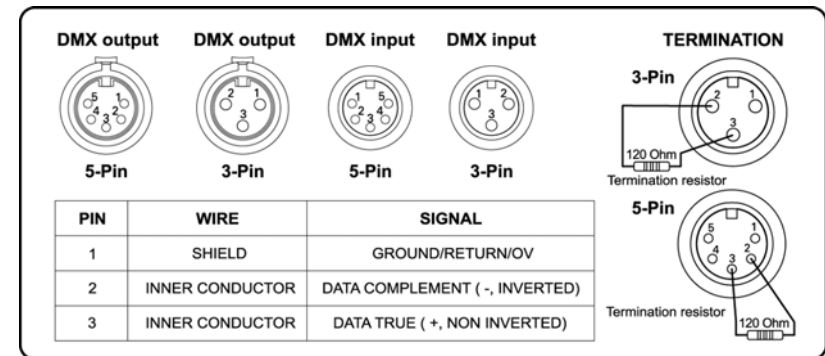 DMX output DMX output DMX input DMX input TERMINATION
3-Pin
5 1 4 2 3
2 1 3
1 5 2 4 3
1 2 3
2 1 3
120 Ohm
Termination resistor
5-Pin 3-Pin 5-Pin 3-Pin
5-Pin
5 1 4 2 3
Termination resistor
120 Ohm
PIN WIRE SIGNAL
1 SHIELD GROUND/RETURN/OV
2 INNER CONDUCTOR DATA COMPLEMENT ( -, INVERTED)
3 INNER CONDUCTOR DATA TRUE ( +, NON INVERTED)